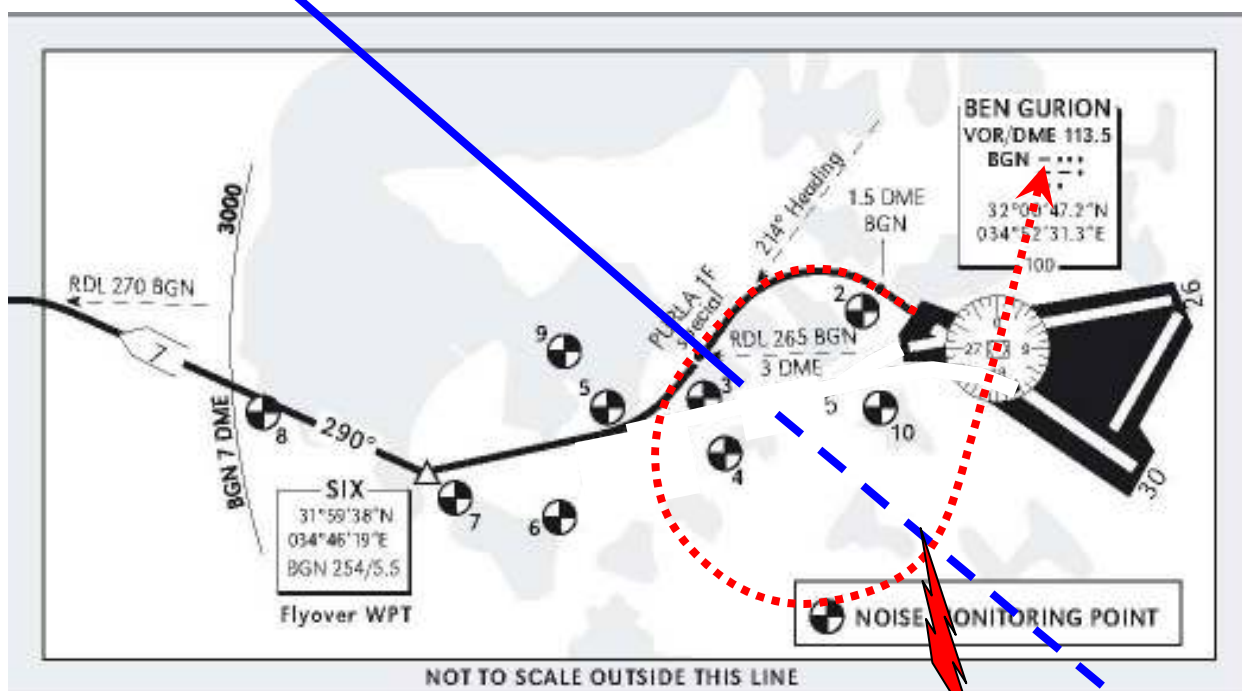 BEN GURION
VOR/DME 113.5
BGN
32°00'47.2"N
034°52'31.3"E
100
26
30
27
9
1.5 DME
BGN
214° Heading
PURLA 1F
Special
RDL 265 BGN
3 DME
2
3
4
5
5
6
7
8
9
10
3000
BGN 7 DME
RDL 270 BGN
7
290°
SIX
31°59'38"N
034°46'19"E
BGN 254/5.5
Flyover WPT
NOISE MONITORING POINT
NOT TO SCALE OUTSIDE THIS LINE